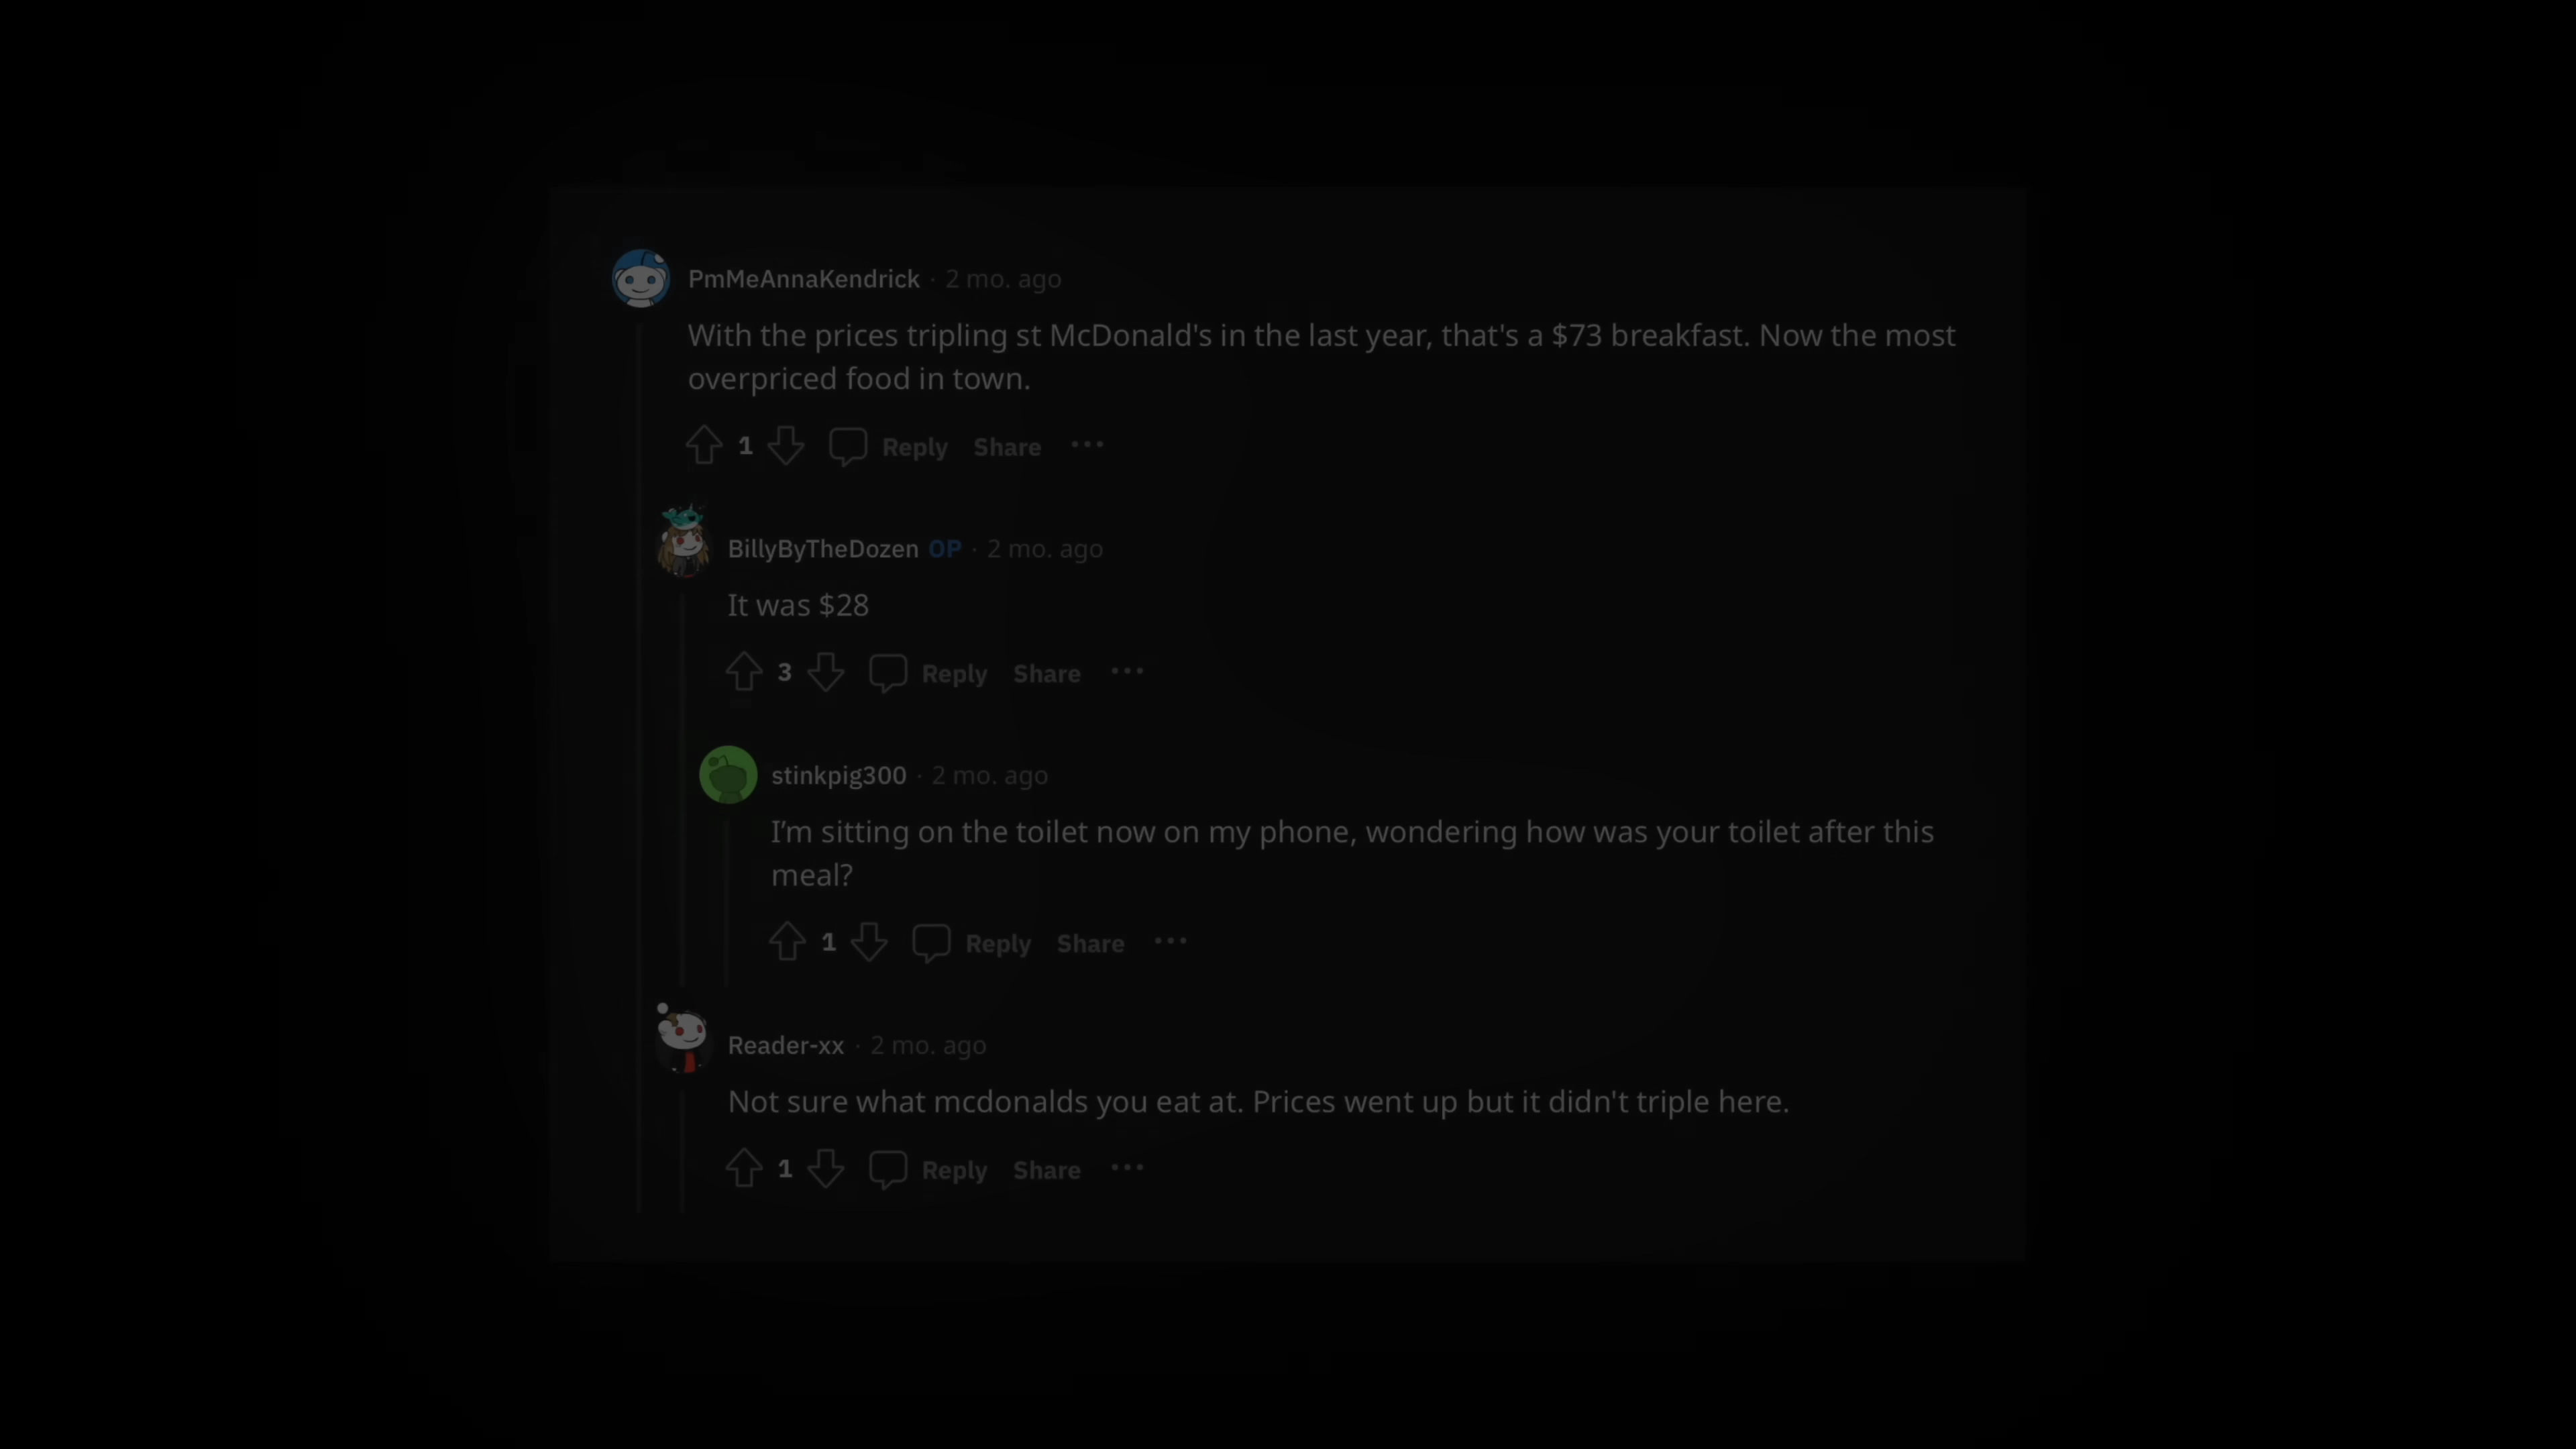 PmMeAnnaKendrick · 2 mo. ago
With the prices tripling st McDonald's in the last year, that's a $73 breakfast. Now the most
overpriced food in town.
1 Reply Share ···
BillyByTheDozen OP · 2 mo. ago
It was $28
3 Reply Share ···
stinkpig300 · 2 mo. ago
I’m sitting on the toilet now on my phone, wondering how was your toilet after this
meal?
1 Reply Share ···
Reader-xx · 2 mo. ago
Not sure what mcdonalds you eat at. Prices went up but it didn't triple here.
1 Reply Share ···